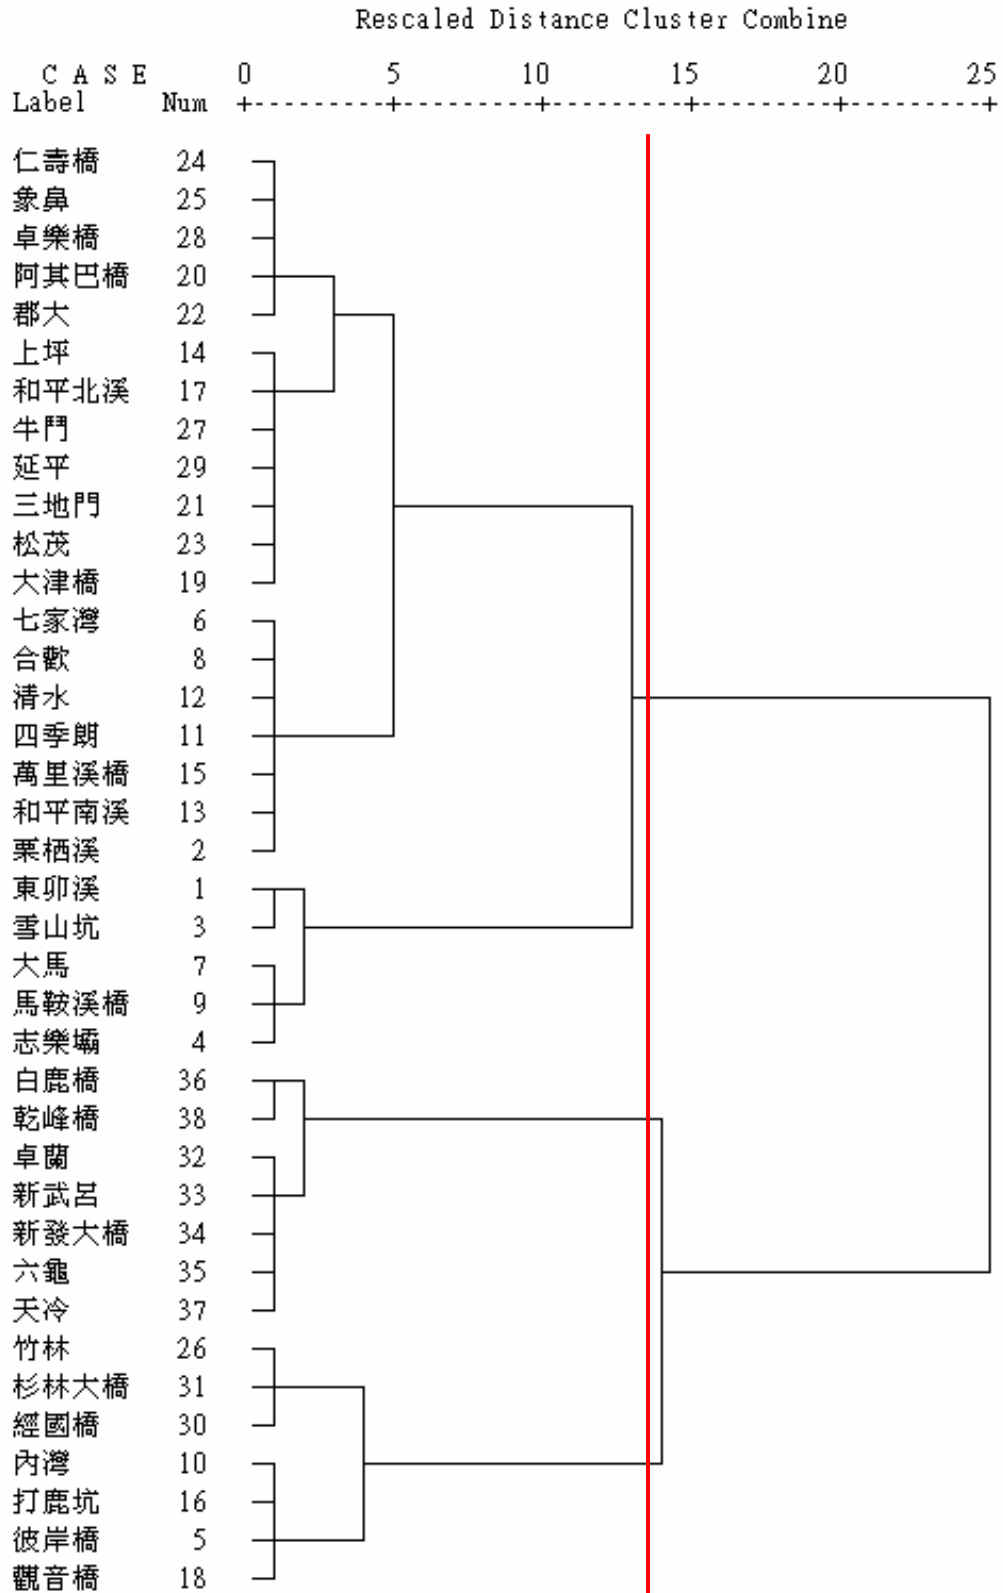 Rescaled Distance Cluster Combine
C A S E 0 5 10 15 20 25
Label Num
仁壽橋 24
象鼻 25
卓樂橋 28
阿其巴橋 20
郡大 22
上坪 14
和平北溪 17
牛鬥 27
延平 29
三地門 21
松茂 23
大津橋 19
七家灣 6
合歡 8
清水 12
四季朗 11
萬里溪橋 15
和平南溪 13
栗栖溪 2
東卯溪 1
雪山坑 3
大馬 7
馬鞍溪橋 9
志樂壩 4
白鹿橋 36
乾峰橋 38
卓蘭 32
新武呂 33
新發大橋 34
六龜 35
天冷 37
竹林 26
杉林大橋 31
經國橋 30
內灣 10
打鹿坑 16
彼岸橋 5
觀音橋 18